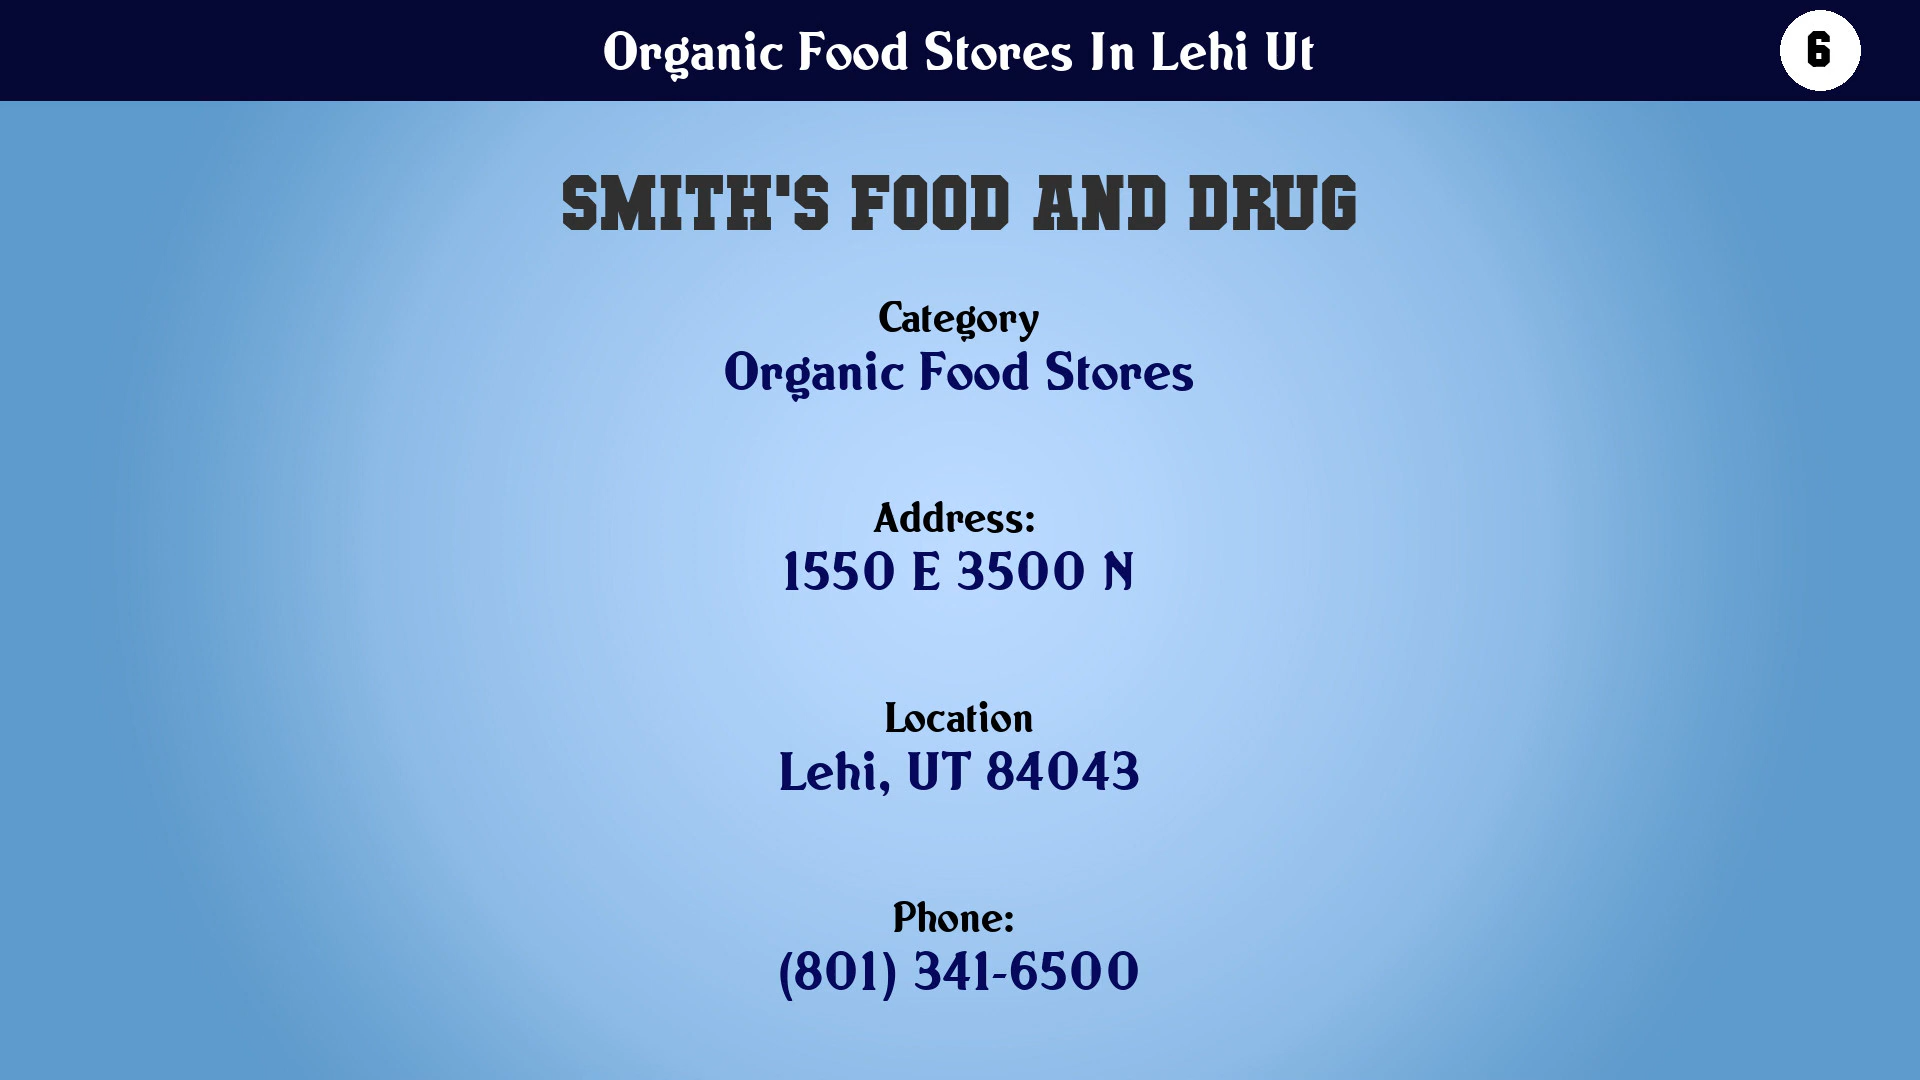 Organic Food Stores In Lehi Ut
6
SMITH'S FOOD AND DRUG
Category
Organic Food Stores
Address:
1550 E 3500 N
Location
Lehi, UT 84043
Phone:
(801) 341-6500